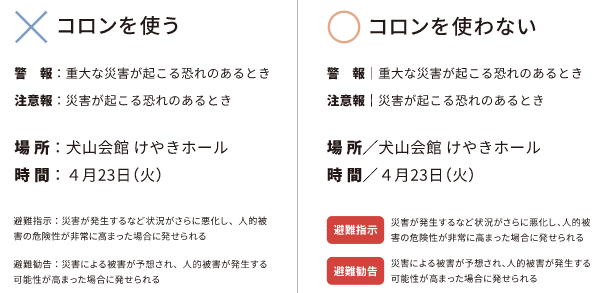 コロンを使う
警　報：重大な災害が起こる恐れのあるとき
注意報：災害が起こる恐れのあるとき
場 所：犬山会館 けやきホール
時 間：４月23日（火）
避難指示：災害が発生するなど状況がさらに悪化し、人的被
害の危険性が非常に高まった場合に発せられる
避難勧告：災害による被害が予想され、人的被害が発生する
可能性が高まった場合に発せられる
コロンを使わない
警　報｜重大な災害が起こる恐れのあるとき
注意報¦災害が起こる恐れのあるとき
場 所／犬山会館 けやきホール
時 間／４月23日（火）
避難指示
災害が発生するなど状況がさらに悪化し、人的被
害の危険性が非常に高まった場合に発せられる
避難勧告
災害による被害が予想され、人的被害が発生する
可能性が高まった場合に発せられる